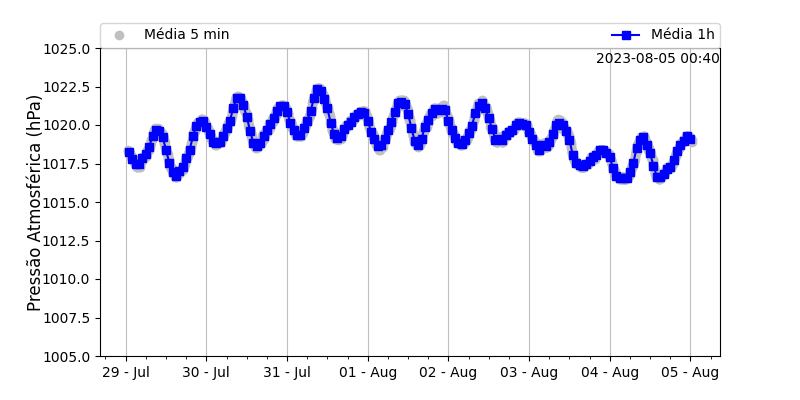 Média 5 min
Média 1h
2023-08-05 00:40
Pressão Atmosférica (hPa)
1025.0
1022.5
1020.0
1017.5
1015.0
1012.5
1010.0
1007.5
1005.0
29 - Jul
30 - Jul
31 - Jul
01 - Aug
02 - Aug
03 - Aug
04 - Aug
05 - Aug